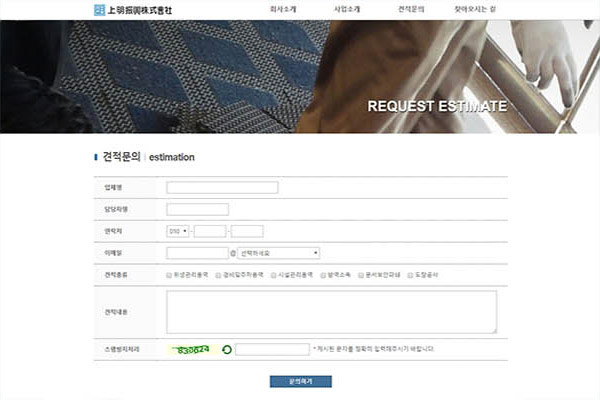 上明振興株式會社
회사소개 사업소개 견적문의 찾아오시는 길
REQUEST ESTIMATE
견적문의 | estimation
업체명
담당자명
연락처 010 - -
이메일 @ 선택하세요
견적종류 위생관리용역 경비및주차용역 시설관리용역 방역소독 문서보안파쇄 도장공사
견적내용
스팸방지처리 830024 * 제시된 문자를 정확히 입력해주시기 바랍니다.
문의하기